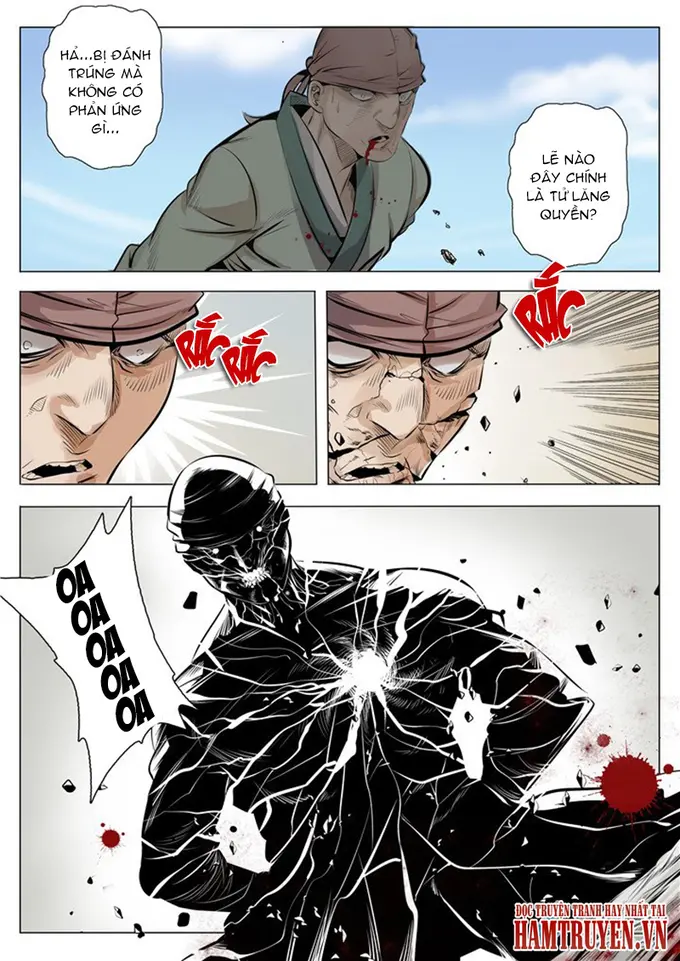 HẢ...BỊ ĐÁNH
TRÚNG MÀ
KHÔNG CÓ
PHẢN ỨNG
GÌ...
LẼ NÀO
ĐÂY CHÍNH
LÀ TỬ LĂNG
QUYỀN?
RẮC
RẮC
RẮC
OA
OA
OA
OA
OA
ĐỌC TRUYỆN TRANH HAY NHẤT TẠI
HAMTRUYEN.VN